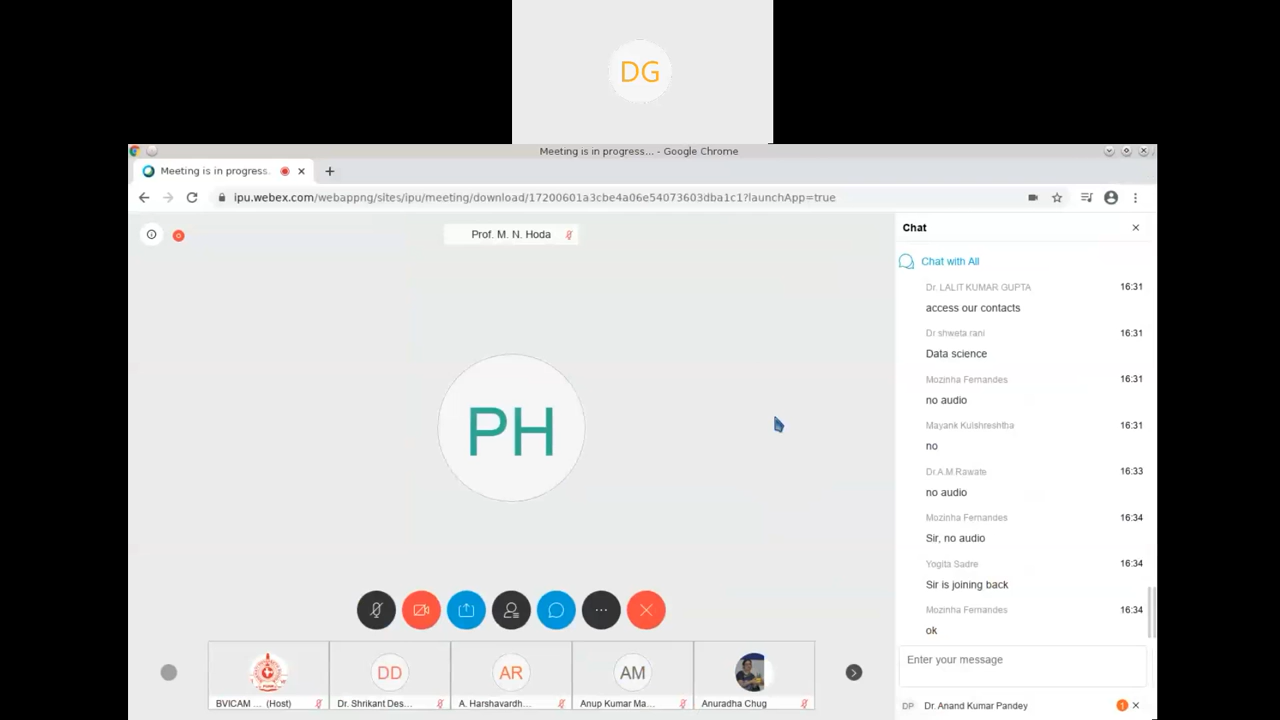 DG
Meeting is in progress... - Google Chrome
Meeting is in progress.
ipu.webex.com/webappng/sites/ipu/meeting/download/17200601a3cbe4a06e54073603dba1c1?launchApp=true
Prof. M. N. Hoda
PH
Chat
Chat with All
Dr. LALIT KUMAR GUPTA 16:31
access our contacts
Dr shweta rani 16:31
Data science
Mozinha Fernandes 16:31
no audio
Mayank Kulshreshtha 16:31
no
Dr.A.M.Rawate 16:33
no audio
Mozinha Fernandes 16:34
Sir, no audio
Yogita Sadre 16:34
Sir is joining back
Mozinha Fernandes 16:34
ok
Enter your message
DP Dr. Anand Kumar Pandey 1
DD AR AM
BVICAM ... (Host) Dr. Shrikant Des... A. Harshavardh... Anup Kumar Ma... Anuradha Chug